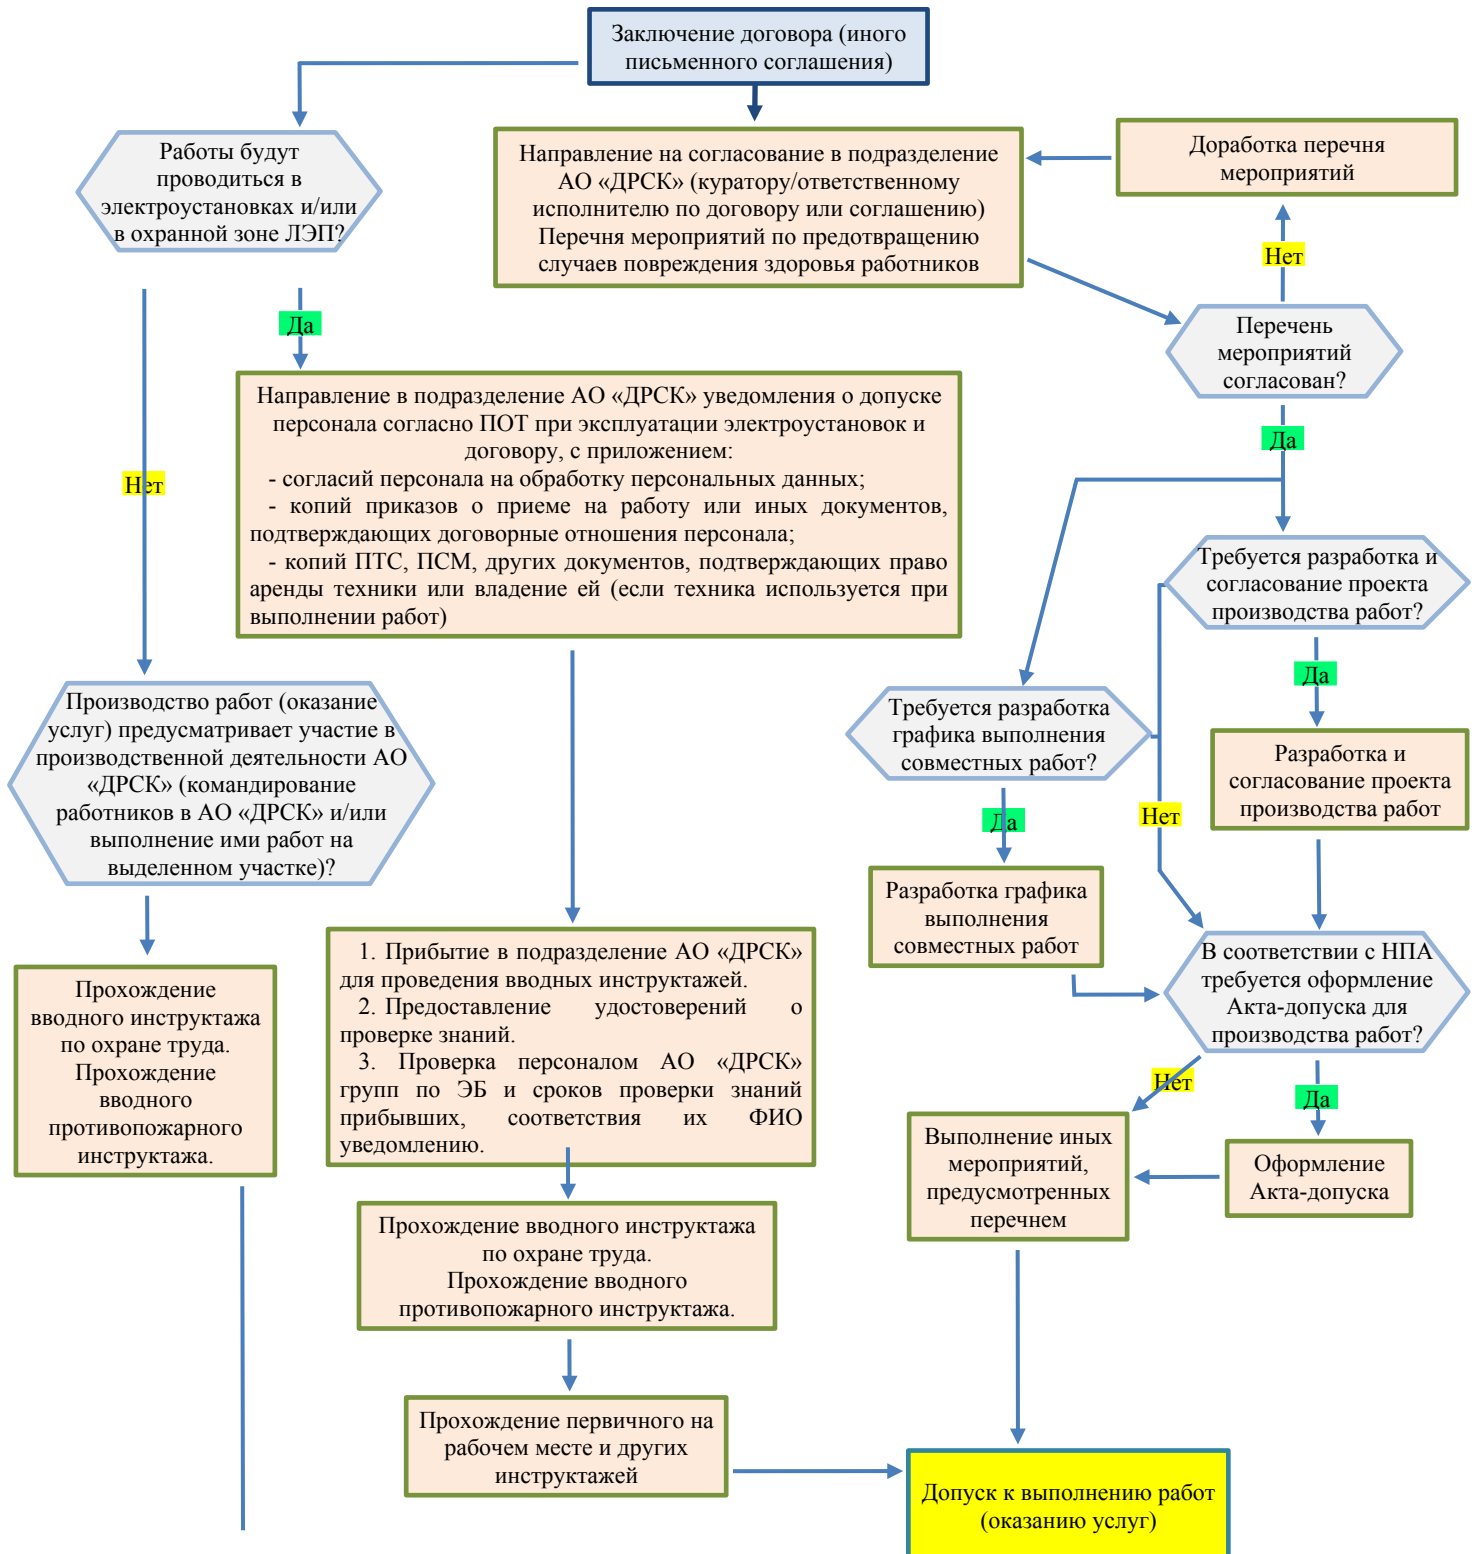 Заключение договора (иного
письменного соглашения)
Работы будут
проводиться в
электроустановках и/или
в охранной зоне ЛЭП?
Направление на согласование в подразделение
АО «ДРСК» (куратору/ответственному
исполнителю по договору или соглашению)
Перечня мероприятий по предотвращению
случаев повреждения здоровья работников
Доработка перечня
мероприятий
Нет
Да
Перечень
мероприятий
согласован?
Направление в подразделение АО «ДРСК» уведомления о допуске
персонала согласно ПОТ при эксплуатации электроустановок и
договору, с приложением:
- согласий персонала на обработку персональных данных;
- копий приказов о приеме на работу или иных документов,
подтверждающих договорные отношения персонала;
- копий ПТС, ПСМ, других документов, подтверждающих право
аренды техники или владение ей (если техника используется при
выполнении работ)
Да
Нет
Требуется разработка и
согласование проекта
производства работ?
Да
Производство работ (оказание
услуг) предусматривает участие в
производственной деятельности АО
«ДРСК» (командирование
работников в АО «ДРСК» и/или
выполнение ими работ на
выделенном участке)?
Требуется разработка
графика выполнения
совместных работ?
Разработка и
согласование проекта
производства работ
Да
Нет
Разработка графика
выполнения
совместных работ
1. Прибытие в подразделение АО «ДРСК»
для проведения вводных инструктажей.
2. Предоставление удостоверений о
проверке знаний.
3. Проверка персоналом АО «ДРСК»
групп по ЭБ и сроков проверки знаний
прибывших, соответствия их ФИО
уведомлению.
В соответствии с НПА
требуется оформление
Акта-допуска для
производства работ?
Прохождение
вводного инструктажа
по охране труда.
Прохождение
вводного
противопожарного
инструктажа.
Нет
Да
Выполнение иных
мероприятий,
предусмотренных
перечнем
Оформление
Акта-допуска
Прохождение вводного инструктажа
по охране труда.
Прохождение вводного
противопожарного инструктажа.
Прохождение первичного на
рабочем месте и других
инструктажей
Допуск к выполнению работ
(оказанию услуг)